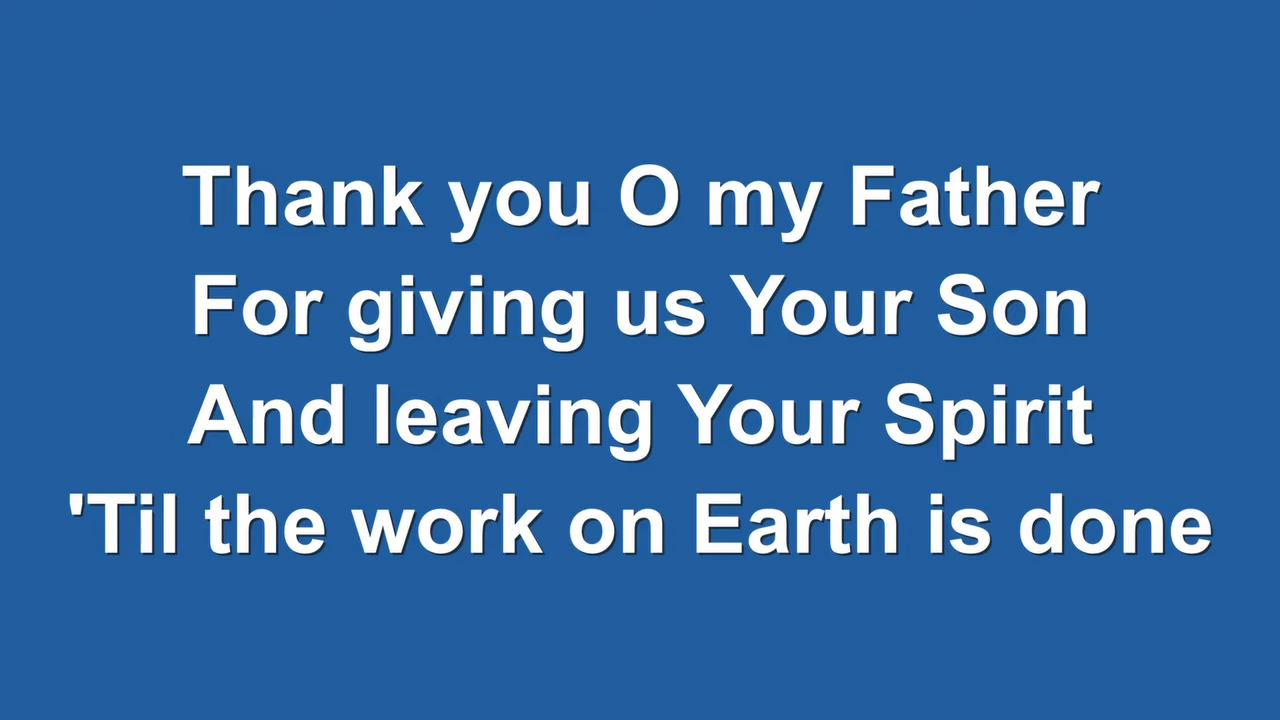 Thank you O my Father
For giving us Your Son
And leaving Your Spirit
'Til the work on Earth is done